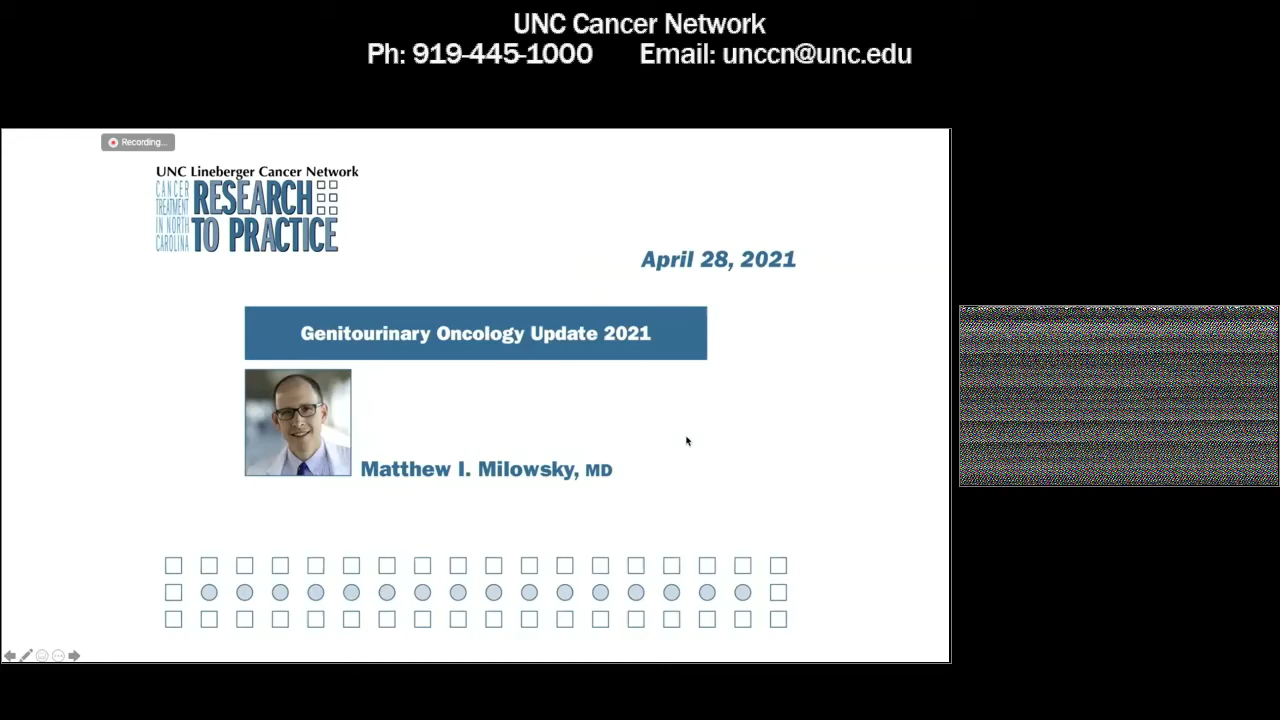 UNC Cancer Network
Ph: 919-445-1000 Email: unccn@unc.edu
Recording...
UNC Lineberger Cancer Network
CANCER
TREATMENT
IN NORTH
CAROLINA
RESEARCH
TO PRACTICE
April 28, 2021
Genitourinary Oncology Update 2021
Matthew I. Milowsky, MD